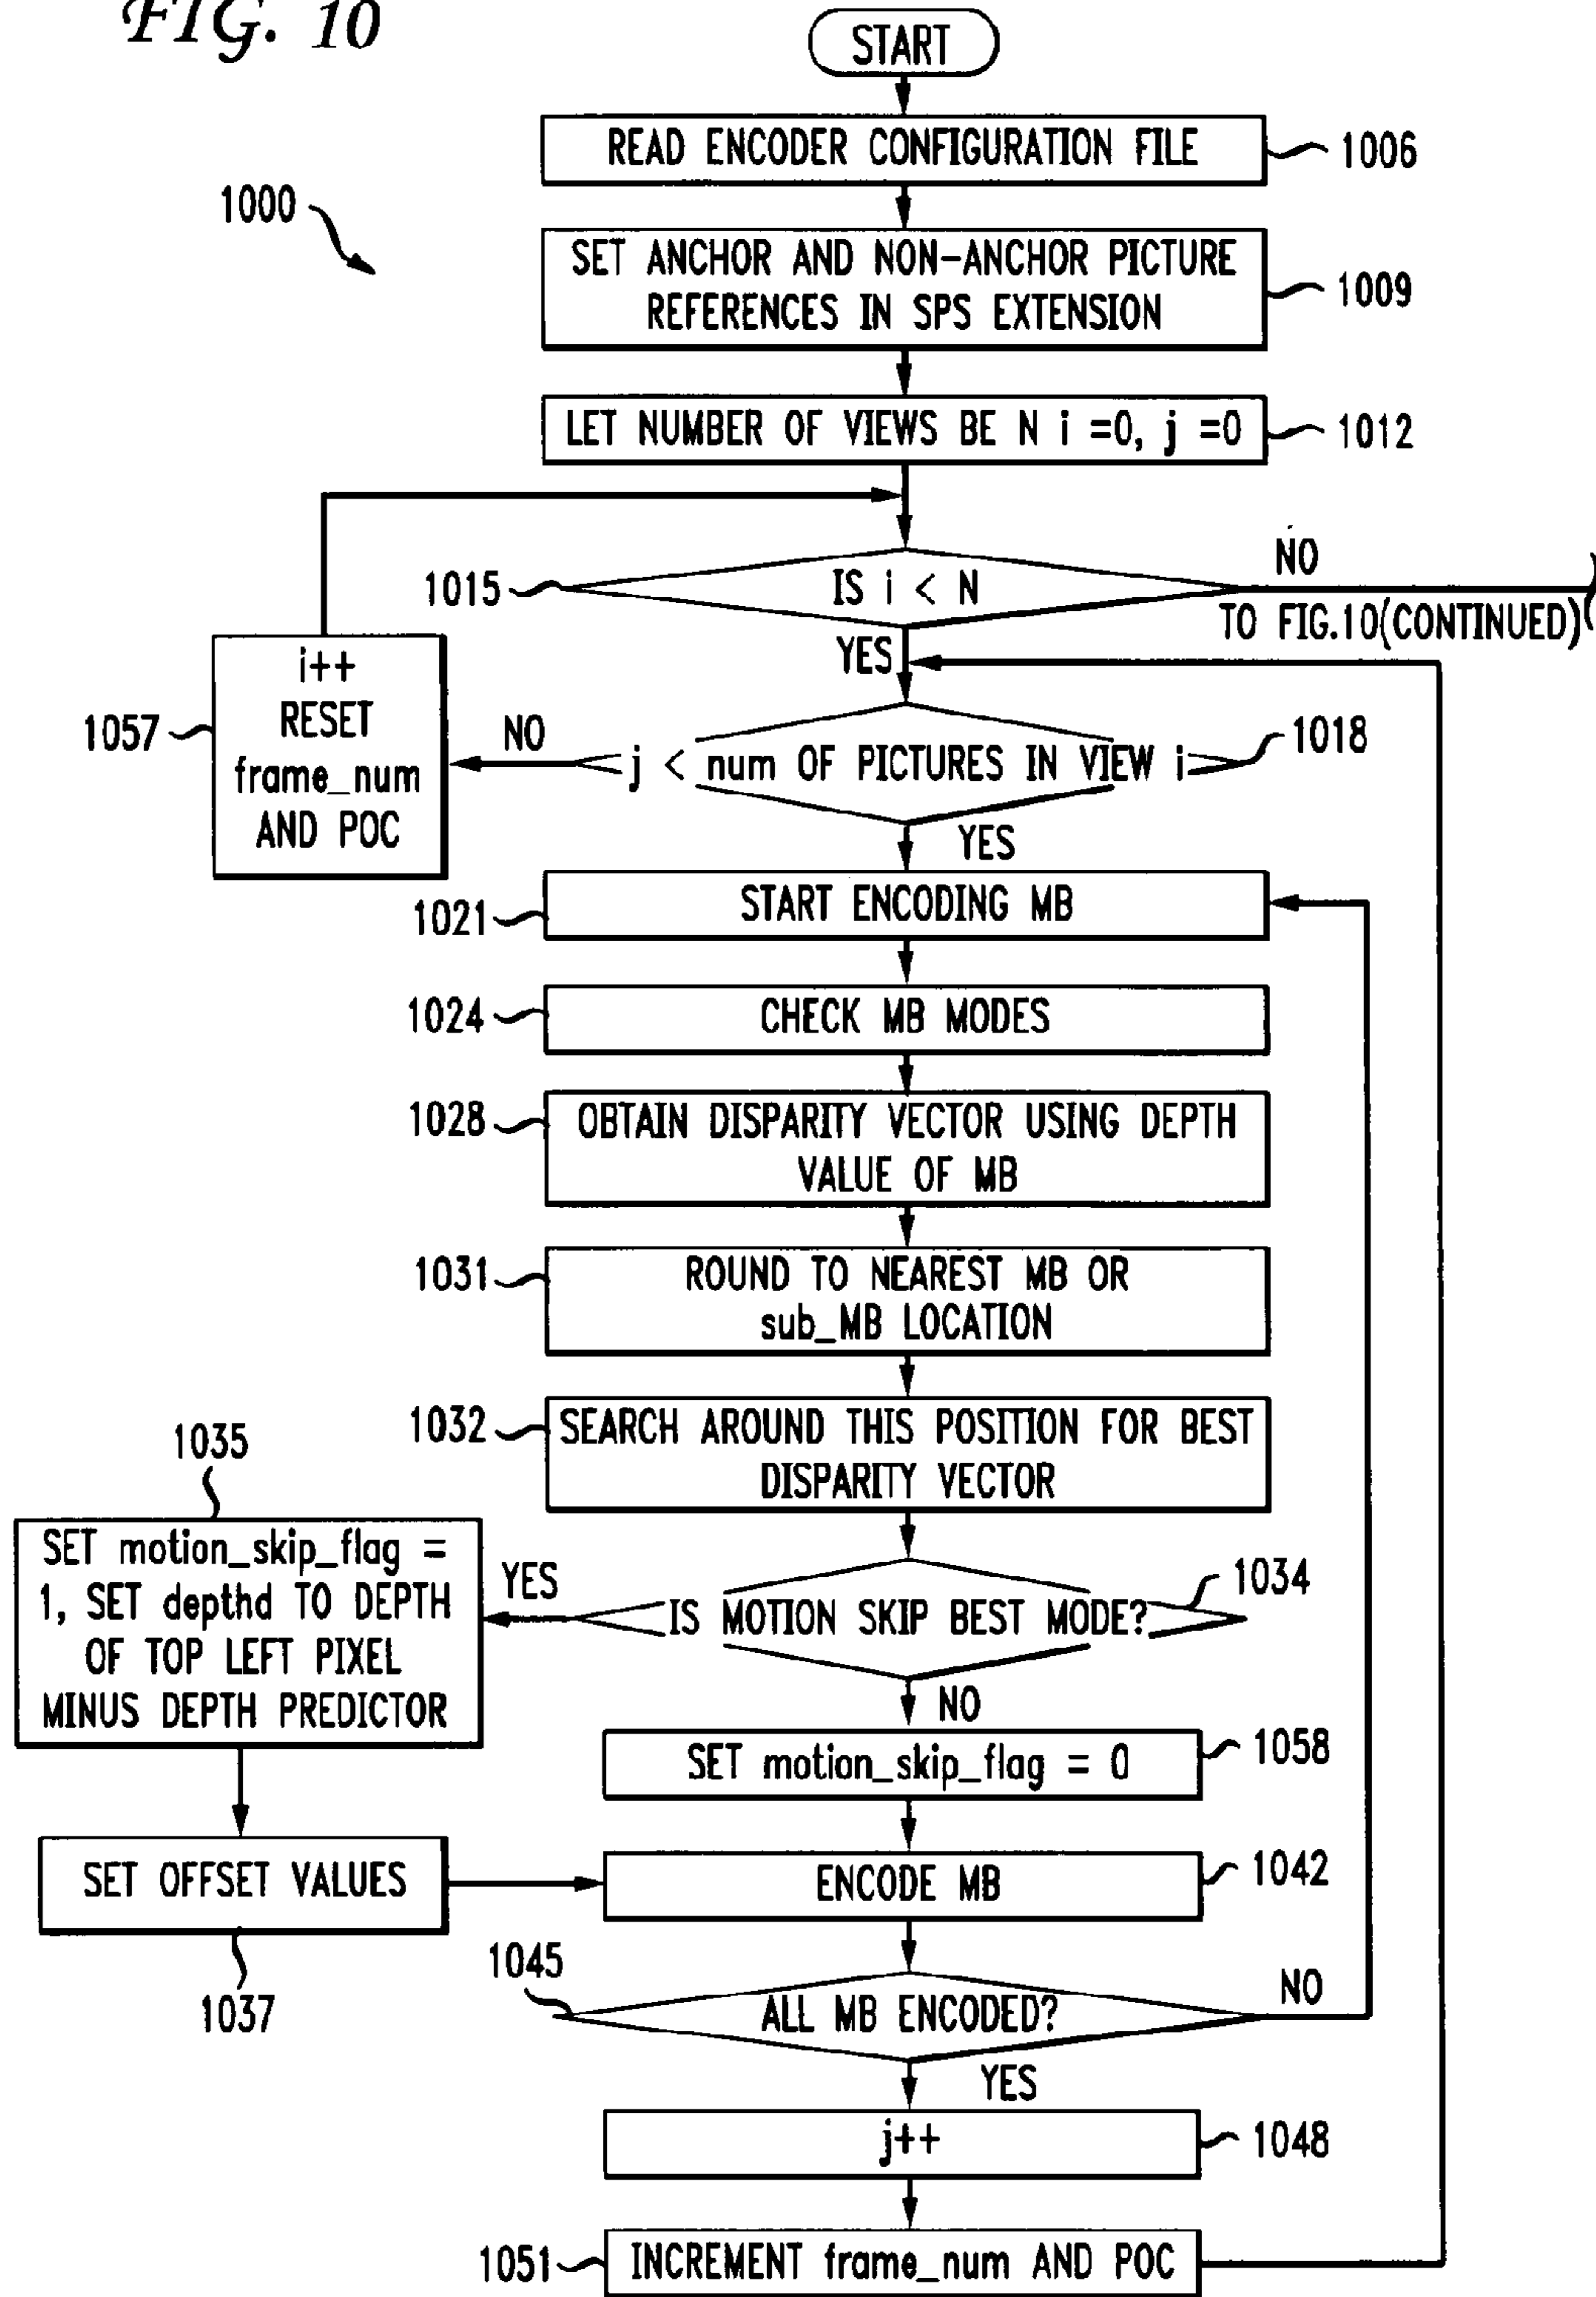 FIG. 10
START
READ ENCODER CONFIGURATION FILE
1006
1000
SET ANCHOR AND NON-ANCHOR PICTURE
REFERENCES IN SPS EXTENSION
1009
LET NUMBER OF VIEWS BE N i =0, j =0
1012
1015
IS i < N
NO
TO FIG.10(CONTINUED)
YES
i++
RESET
frame_num
AND POC
1057
NO
j < num OF PICTURES IN VIEW i
1018
YES
START ENCODING MB
1021
CHECK MB MODES
1024
OBTAIN DISPARITY VECTOR USING DEPTH
VALUE OF MB
1028
ROUND TO NEAREST MB OR
sub_MB LOCATION
1031
SEARCH AROUND THIS POSITION FOR BEST
DISPARITY VECTOR
1032
1035
SET motion_skip_flag =
1, SET depthd TO DEPTH
OF TOP LEFT PIXEL
MINUS DEPTH PREDICTOR
YES
IS MOTION SKIP BEST MODE?
1034
NO
SET motion_skip_flag = 0
1058
SET OFFSET VALUES
1037
ENCODE MB
1042
1045
ALL MB ENCODED?
NO
YES
j++
1048
1051
INCREMENT frame_num AND POC